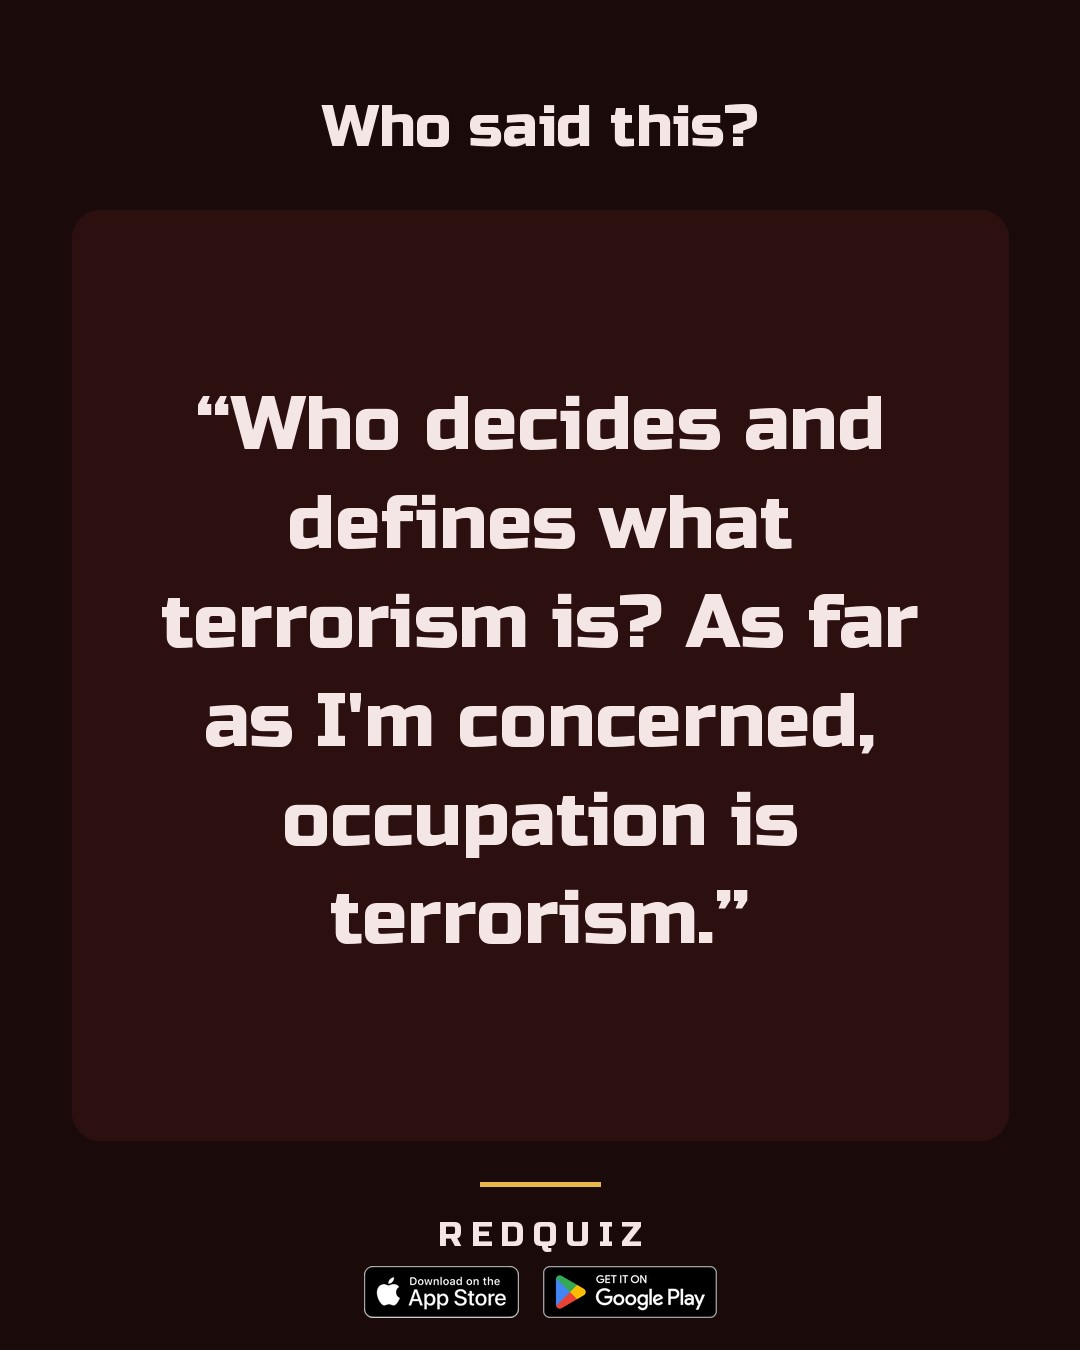 Who said this?
“Who decides and
defines what
terrorism is? As far
as I'm concerned,
occupation is
terrorism.”
REDQUIZ
Download on the
App Store
GET IT ON
Google Play